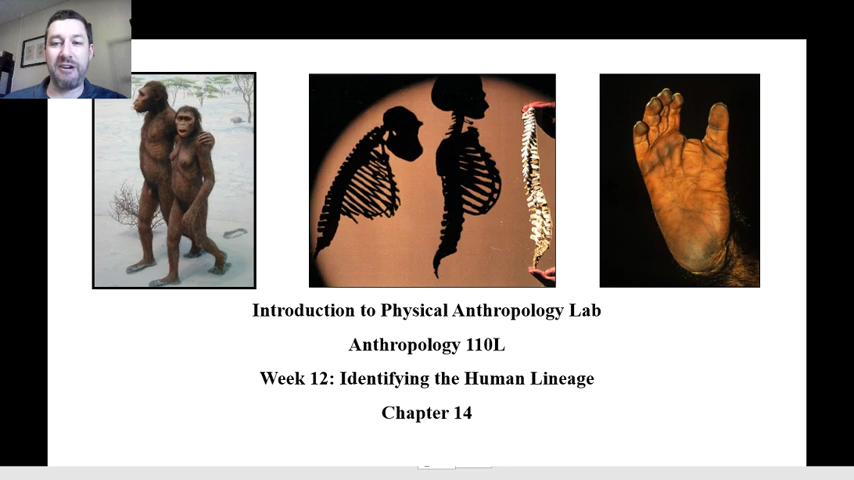 Introduction to Physical Anthropology Lab
Anthropology 110L
Week 12: Identifying the Human Lineage
Chapter 14